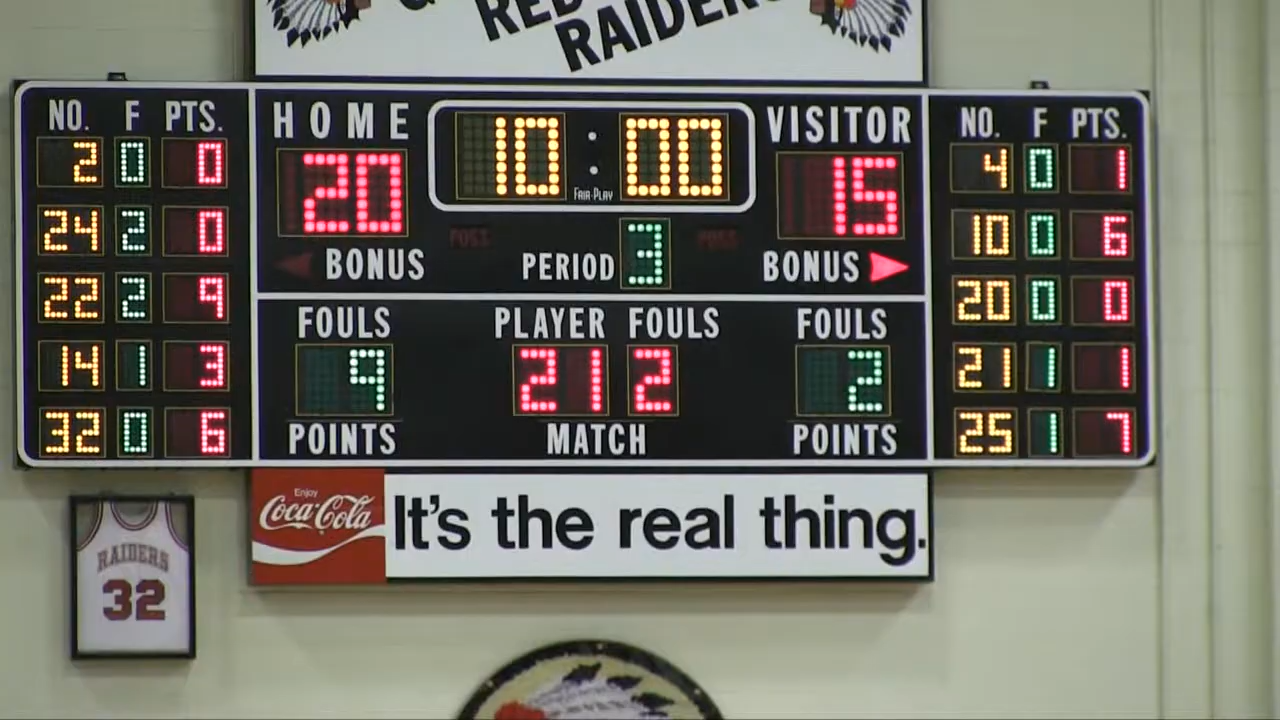 RED
RAIDERS
NO. F PTS.
2 0 0
24 2 0
22 2 9
14 1 3
32 0 6
HOME
20
BONUS
10:00
FAIR-PLAY
POSS POSS
PERIOD 3
VISITOR
15
BONUS
FOULS
9
POINTS
PLAYER FOULS
21 2
MATCH
FOULS
2
POINTS
NO. F PTS.
4 0 1
10 0 6
20 0 0
21 1 1
25 1 7
Enjoy
Coca-Cola
It's the real thing.
RAIDERS
32